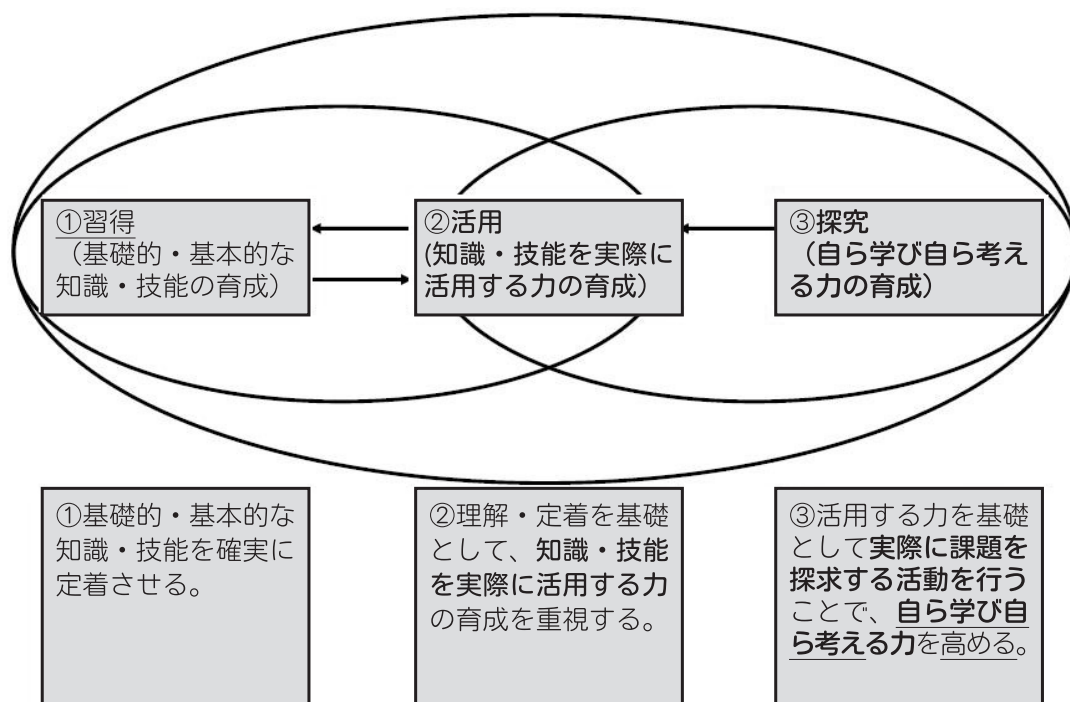 ①習得
（基礎的・基本的な
知識・技能の育成）
②活用
(知識・技能を実際に
活用する力の育成）
③探究
（自ら学び自ら考え
る力の育成）
①基礎的・基本的な
知識・技能を確実に
定着させる。
②理解・定着を基礎
として、知識・技能
を実際に活用する力
の育成を重視する。
③活用する力を基礎
として実際に課題を
探求する活動を行う
ことで、自ら学び自
ら考える力を高める。